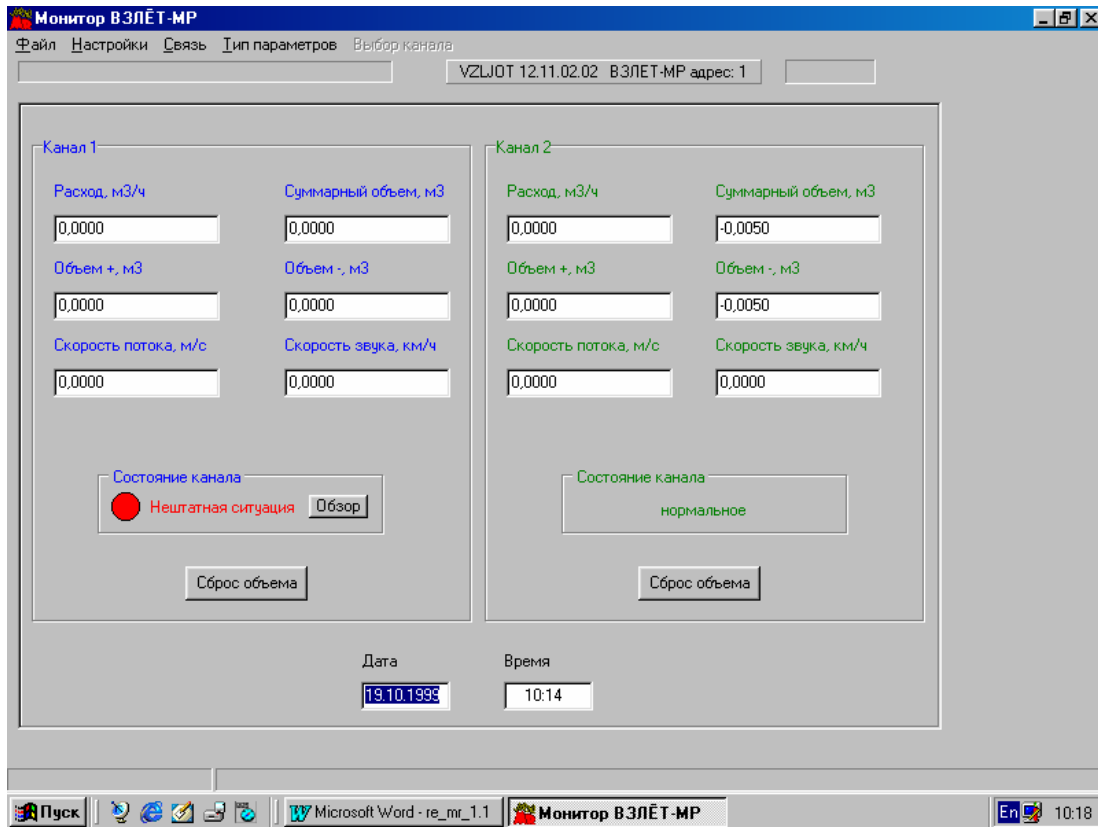 Монитор ВЗЛЁТ-МР
Файл Настройки Связь Тип параметров Выбор канала
VZLJOT 12.11.02.02 ВЗЛЕТ-МР адрес: 1
Канал 1
Расход, м3/ч Суммарный объем, м3
0,0000 0,0000
Объем +, м3 Объем -, м3
0,0000 0,0000
Скорость потока, м/с Скорость звука, км/ч
0,0000 0,0000
Состояние канала
Нештатная ситуация Обзор
Сброс объема
Канал 2
Расход, м3/ч Суммарный объем, м3
0,0000 -0,0050
Объем +, м3 Объем -, м3
0,0000 -0,0050
Скорость потока, м/с Скорость звука, км/ч
0,0000 0,0000
Состояние канала
нормальное
Сброс объема
Дата Время
19.10.1999 10:14
Пуск Microsoft Word - re_mr_1.1 Монитор ВЗЛЁТ-МР En 10:18